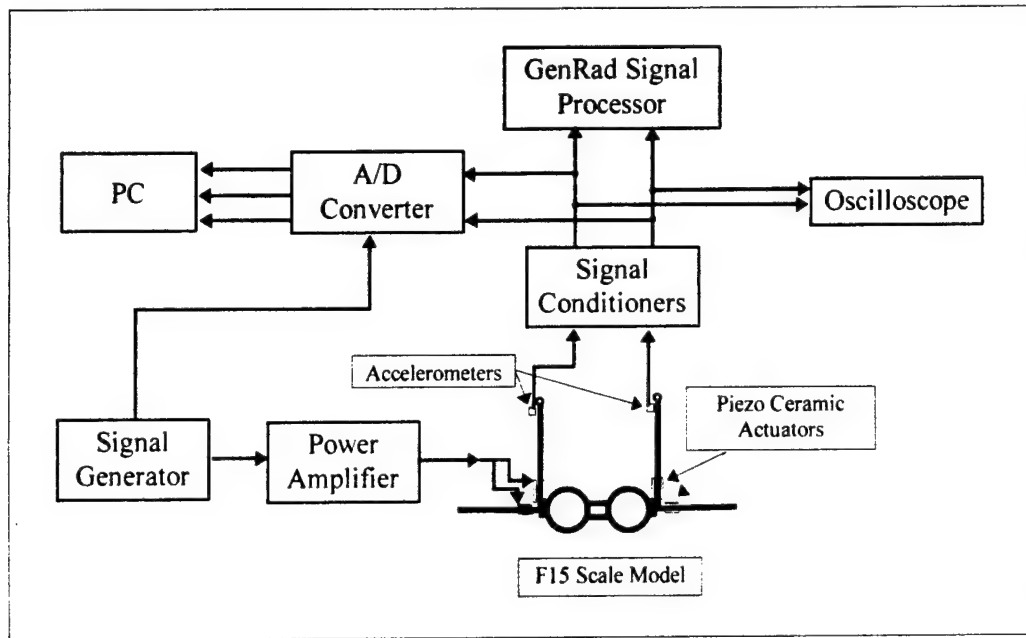 GenRad Signal
Processor
PC
A/D
Converter
Oscilloscope
Signal
Conditioners
Accelerometers
Piezo Ceramic
Actuators
Signal
Generator
Power
Amplifier
F15 Scale Model